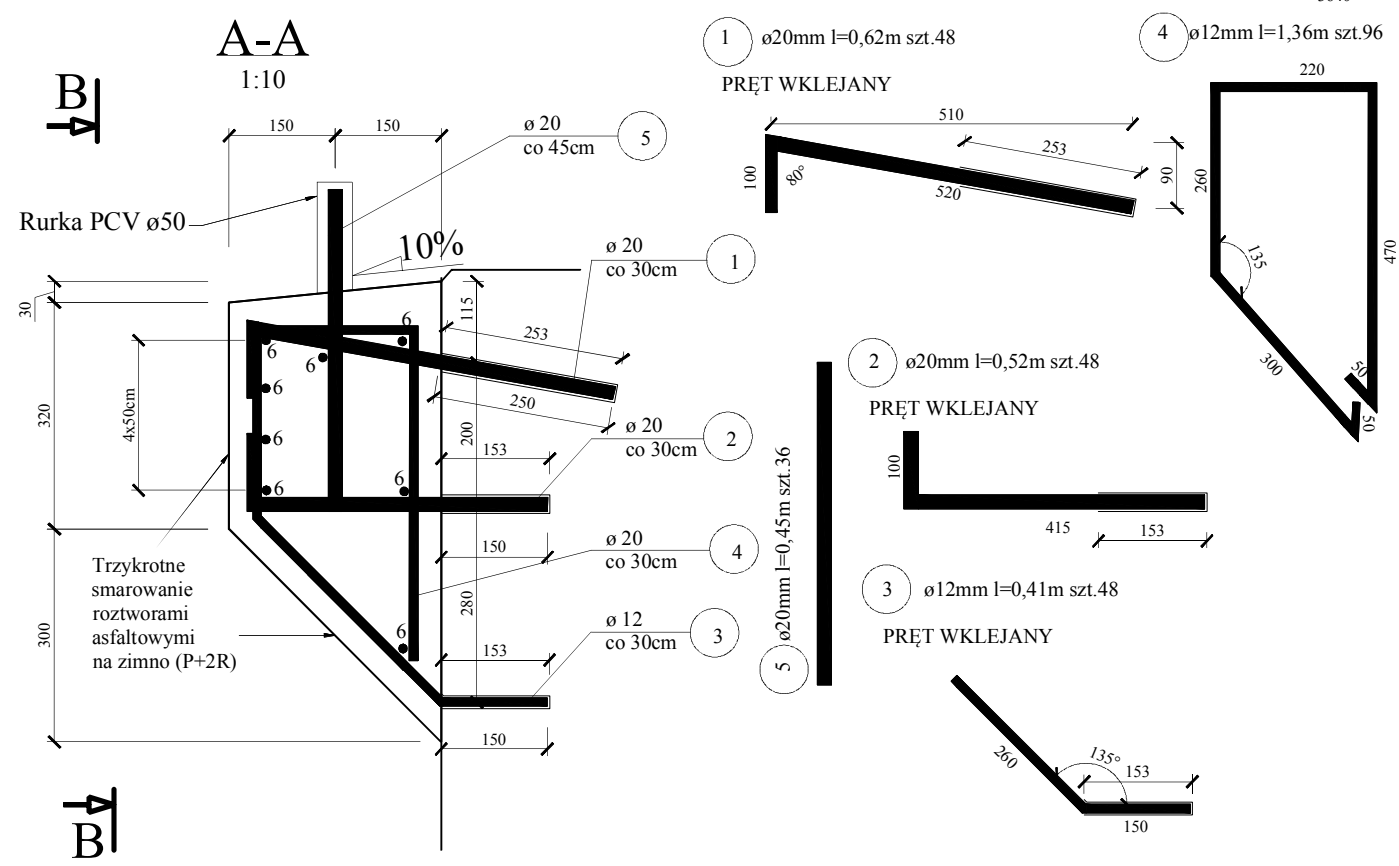 A-A
1:10
B
150
150
ø 20
co 45cm
5
Rurka PCV ø50
10%
ø 20
co 30cm
1
30
115
253
6
6
6
6
6
6
6
6
250
320
4x50cm
200
ø 20
co 30cm
2
153
150
ø 20
co 30cm
4
280
300
Trzykrotne
smarowanie
roztworami
asfaltowymi
na zimno (P+2R)
ø 12
co 30cm
3
153
150
B
1
ø20mm l=0,62m szt.48
PRĘT WKLEJANY
510
253
100
80°
520
90
4
ø12mm l=1,36m szt.96
220
260
470
135
300
50
50
2
ø20mm l=0,52m szt.48
PRĘT WKLEJANY
100
415
153
5
ø20mm l=0,45m szt.36
3
ø12mm l=0,41m szt.48
PRĘT WKLEJANY
260
135°
153
150